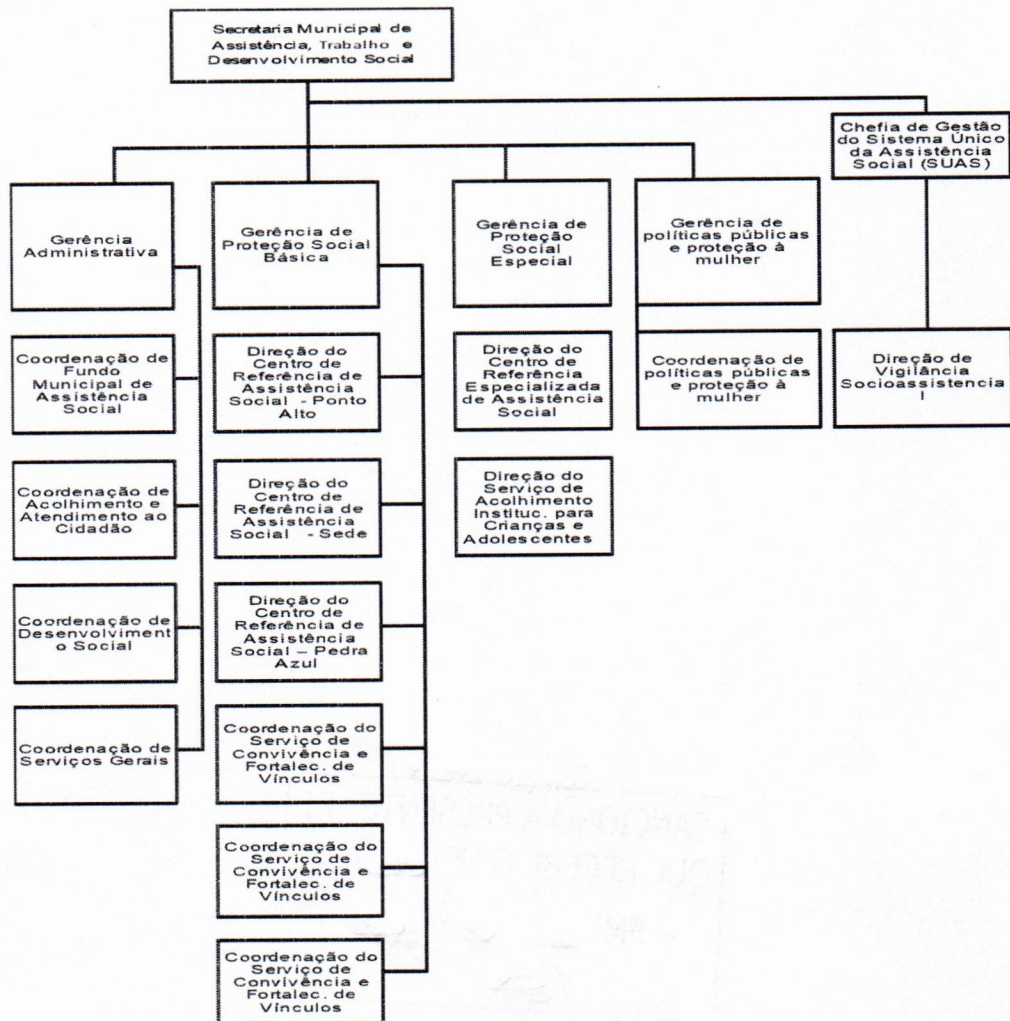 Secretaria Municipal de
Assistência, Trabalho e
Desenvolvimento Social
Chefia de Gestão
do Sistema Único
da Assistência
Social (SUAS)
Gerência
Administrativa
Gerência de
Proteção Social
Básica
Gerência de
Proteção
Social
Especial
Gerência de
políticas públicas
e proteção à
mulher
Coordenação de
Fundo
Municipal de
Assistência
Social
Direção do
Centro de
Referência de
Assistência
Social - Ponto
Alto
Direção do
Centro de
Referência
Especializada
de Assistência
Social
Coordenação de
políticas públicas
e proteção à
mulher
Direção de
Vigilância
Socioassistencia
l
Coordenação de
Acolhimento e
Atendimento ao
Cidadão
Direção do
Centro de
Referência de
Assistência
Social - Sede
Direção do
Serviço de
Acolhimento
Instituc. para
Crianças e
Adolescentes
Coordenação de
Desenvolviment
o Social
Direção do
Centro de
Referência de
Assistência
Social – Pedra
Azul
Coordenação de
Serviços Gerais
Coordenação do
Serviço de
Convivência e
Fortalec. de
Vínculos
Coordenação do
Serviço de
Convivência e
Fortalec. de
Vínculos
Coordenação do
Serviço de
Convivência e
Fortalec. de
Vínculos
SANCIONO A
QUE RECEBE O Nº